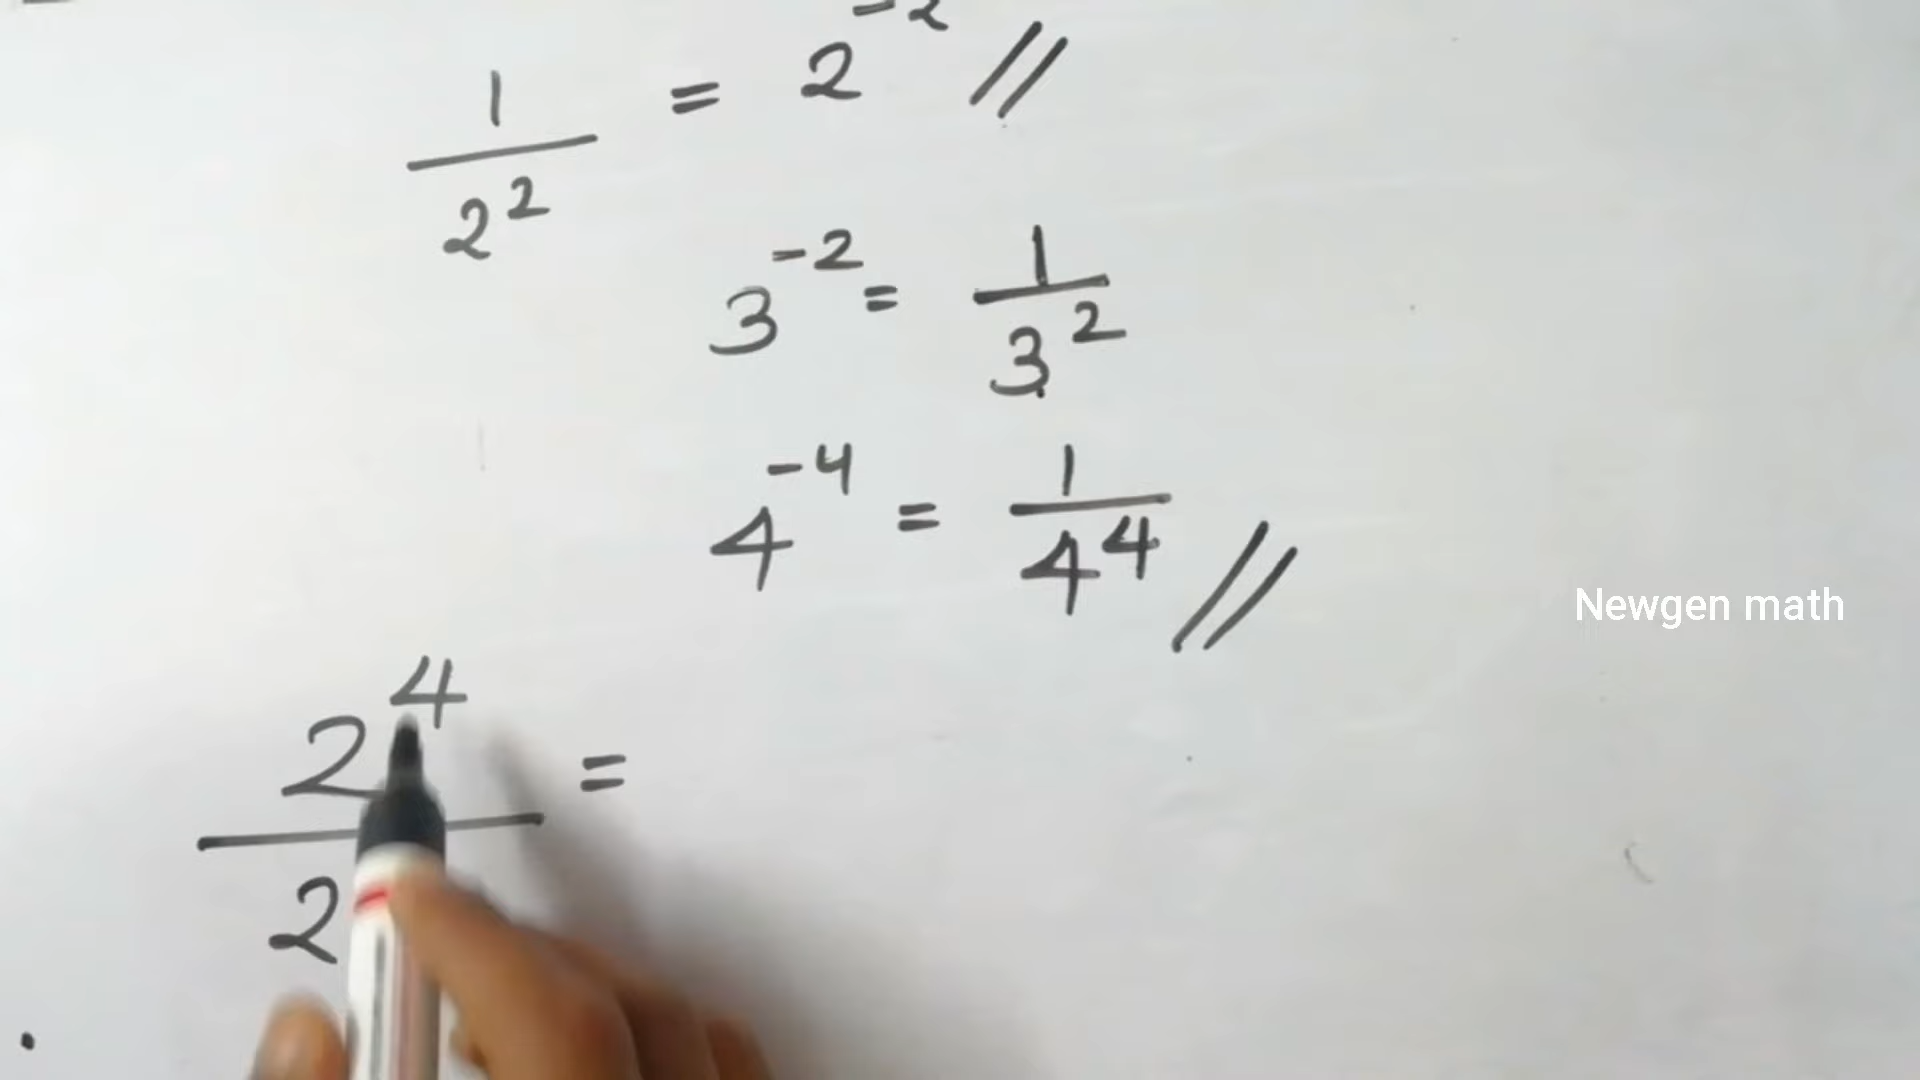 1/2² = 2⁻² //
3⁻² = 1/3²
4⁻⁴ = 1/4⁴ //
Newgen math
2⁴/2 =